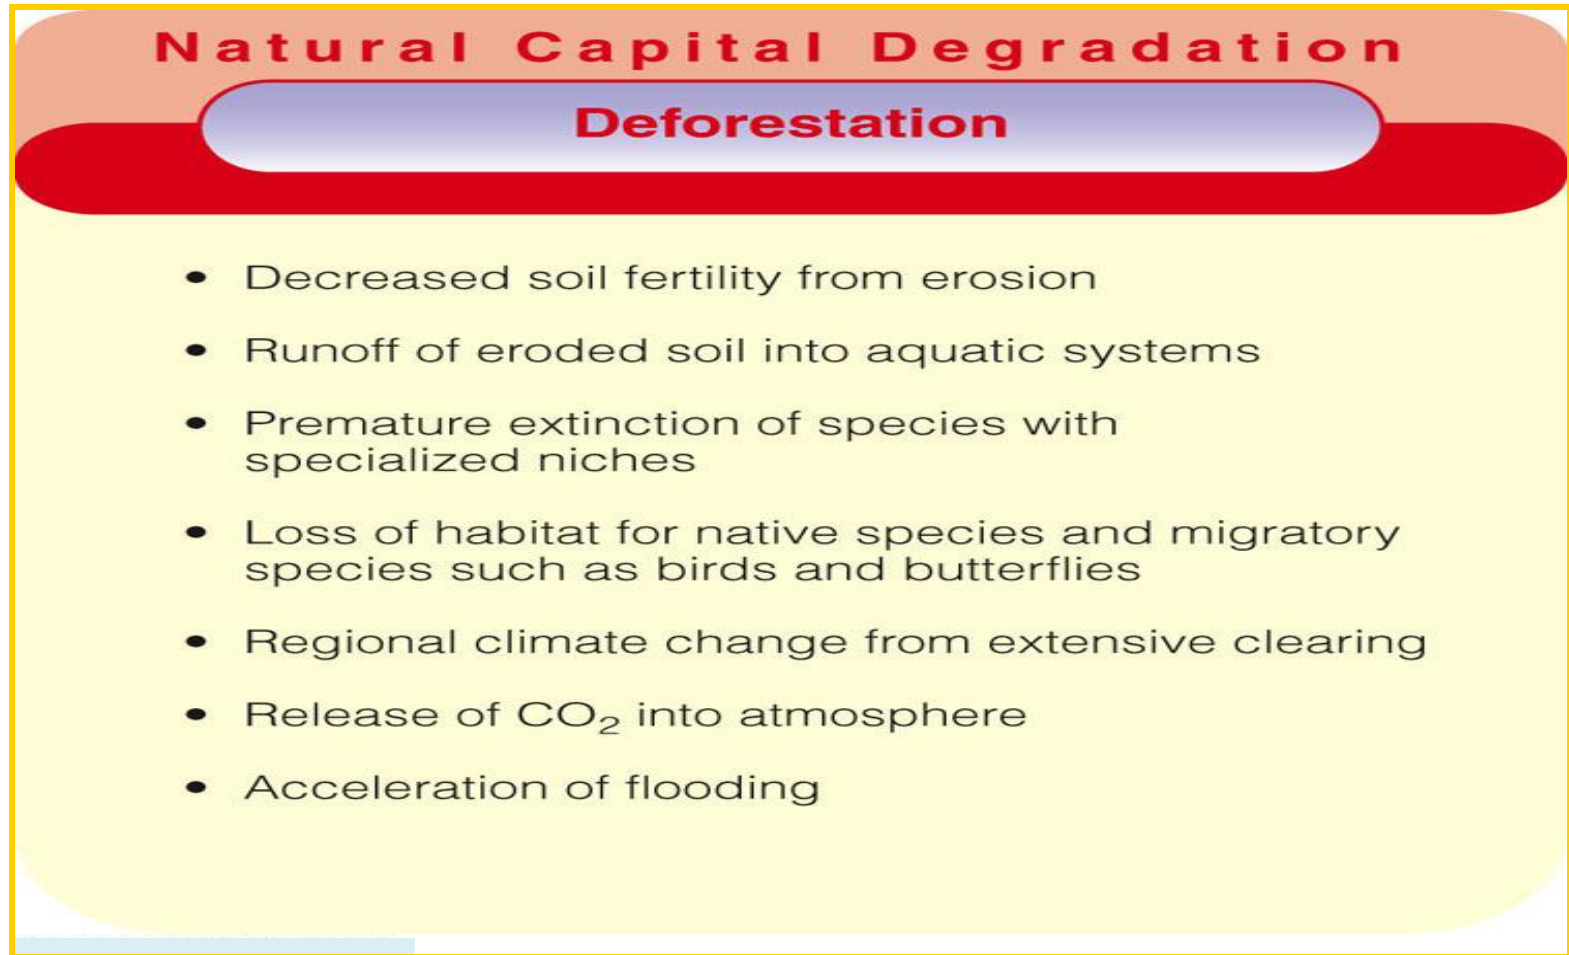 Natural Capital Degradation
Deforestation
• Decreased soil fertility from erosion
• Runoff of eroded soil into aquatic systems
• Premature extinction of species with
specialized niches
• Loss of habitat for native species and migratory
species such as birds and butterflies
• Regional climate change from extensive clearing
• Release of CO₂ into atmosphere
• Acceleration of flooding